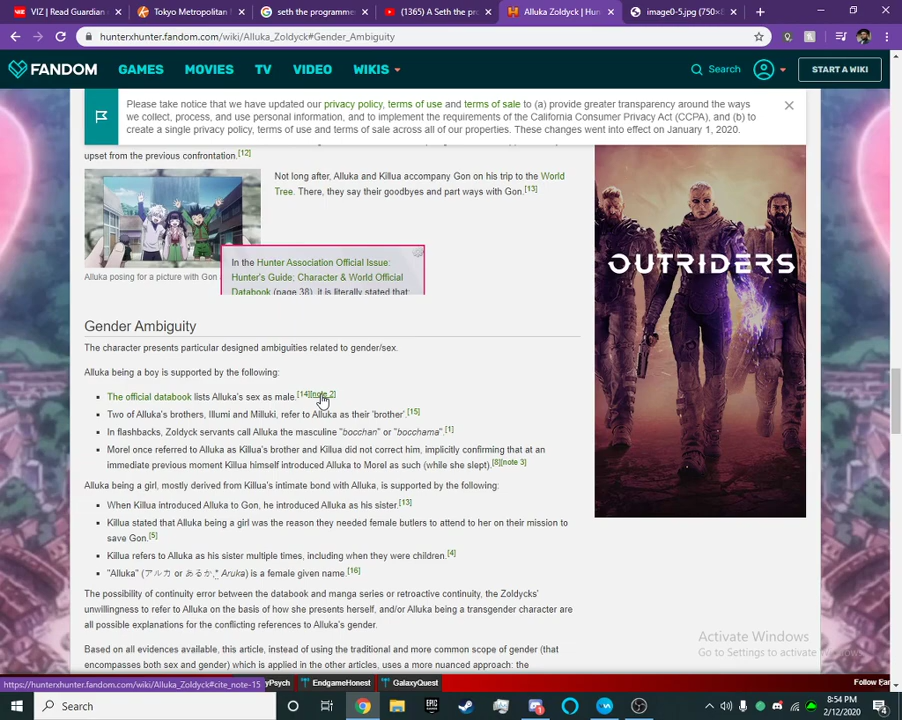 VIZ | Read Guardian
Tokyo Metropolitan
seth the programme
(1365) A Seth the pr
Alluka Zoldyck | Hun
image0-5.jpg (750×8
hunterxhunter.fandom.com/wiki/Alluka_Zoldyck#Gender_Ambiguity
FANDOM
GAMES
MOVIES
TV
VIDEO
WIKIS
Search
START A WIKI
Please take notice that we have updated our privacy policy, terms of use and terms of sale to (a) provide greater transparency around the ways
we collect, process, and use personal information, and to implement the requirements of the California Consumer Privacy Act (CCPA), and (b) to
create a single privacy policy, terms of use and terms of sale across all of our properties. These changes went into effect on January 1, 2020.
upset from the previous confrontation.[12]
Not long after, Alluka and Killua accompany Gon on his trip to the World
Tree. There, they say their goodbyes and part ways with Gon.[13]
Alluka posing for a picture with Gon
In the Hunter Association Official Issue:
Hunter's Guide: Character & World Official
Databook (page 38), it is literally stated that:
OUTRIDERS
Gender Ambiguity
The character presents particular designed ambiguities related to gender/sex.
Alluka being a boy is supported by the following:
The official databook lists Alluka's sex as male.[14][note 2]
Two of Alluka's brothers, Illumi and Milluki, refer to Alluka as their 'brother'.[15]
In flashbacks, Zoldyck servants call Alluka the masculine "bocchan" or "bocchama".[1]
Morel once referred to Alluka as Killua's brother and Killua did not correct him, implicitly confirming that at an
immediate previous moment Killua himself introduced Alluka to Morel as such (while she slept).[8][note 3]
Alluka being a girl, mostly derived from Killua's intimate bond with Alluka, is supported by the following:
When Killua introduced Alluka to Gon, he introduced Alluka as his sister.[13]
Killua stated that Alluka being a girl was the reason they needed female butlers to attend to her on their mission to
save Gon.[5]
Killua refers to Alluka as his sister multiple times, including when they were children.[4]
"Alluka" (アルカ or あるか,* Aruka) is a female given name.[16]
The possibility of continuity error between the databook and manga series or retroactive continuity, the Zoldycks'
unwillingness to refer to Alluka on the basis of how she presents herself, and/or Alluka being a transgender character are
all possible explanations for the conflicting references to Alluka's gender.
Based on all evidences available, this article, instead of using the traditional and more common scope of gender (that
encompasses both sex and gender) which is applied in the other articles, uses a more nuanced approach: the
Activate Windows
Go to Settings to activate
https://hunterxhunter.fandom.com/wiki/Alluka_Zoldyck#cite_note-15
Psych
EndgameHonest
GalaxyQuest
Follow
Search
8:54 PM
2/12/2020
4